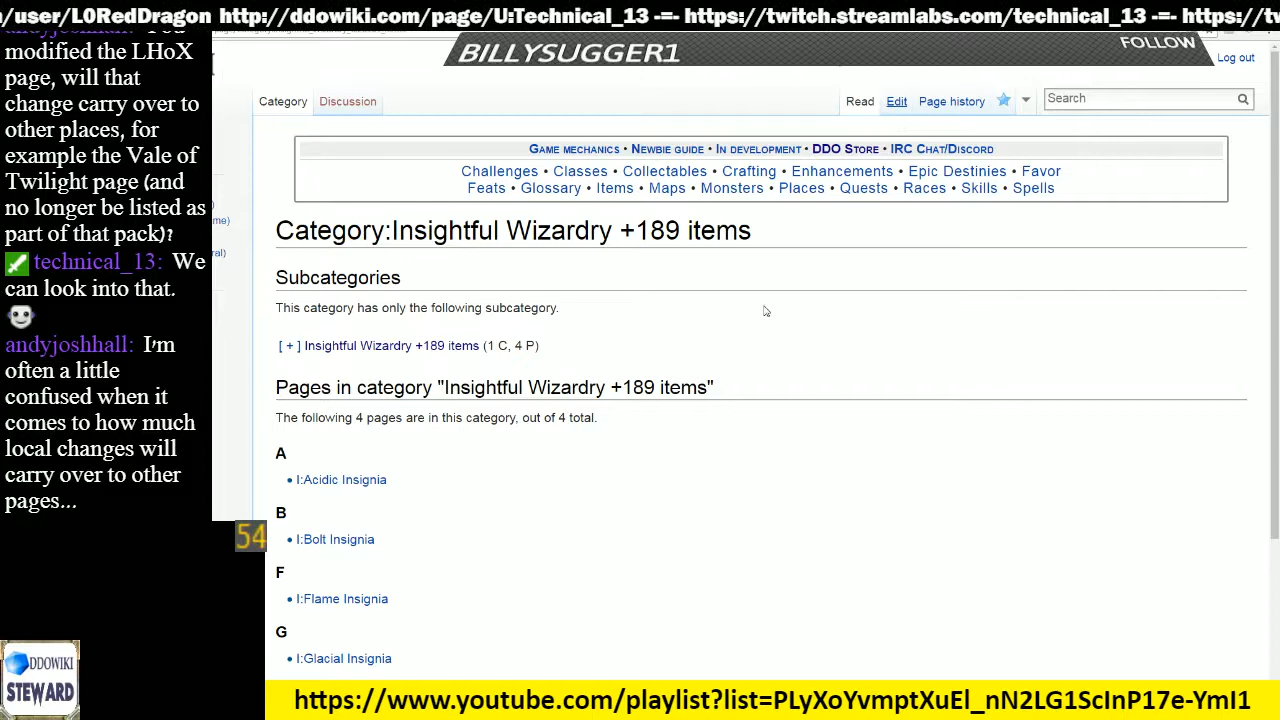 /user/L0RedDragon http://ddowiki.com/page/U:Technical_13 -=- https://twitch.streamlabs.com/technical_13 -=- https://tw
modified the LHoX
page, will that
change carry over to
other places, for
example the Vale of
Twilight page (and
no longer be listed as
part of that pack)?
technical_13: We
can look into that.
andyjoshhall: I'm
often a little
confused when it
comes to how much
local changes will
carry over to other
pages...
54
DDOWIKI
STEWARD
BILLYSUGGER1
FOLLOW
Log out
Category
Discussion
Read
Edit
Page history
Search
Game mechanics • Newbie guide • In development • DDO Store • IRC Chat/Discord
Challenges • Classes • Collectables • Crafting • Enhancements • Epic Destinies • Favor
Feats • Glossary • Items • Maps • Monsters • Places • Quests • Races • Skills • Spells
Category:Insightful Wizardry +189 items
Subcategories
This category has only the following subcategory.
[ + ] Insightful Wizardry +189 items (1 C, 4 P)
Pages in category "Insightful Wizardry +189 items"
The following 4 pages are in this category, out of 4 total.
A
• I:Acidic Insignia
B
• I:Bolt Insignia
F
• I:Flame Insignia
G
• I:Glacial Insignia
https://www.youtube.com/playlist?list=PLyXoYvmptXuEl_nN2LG1ScInP17e-YmI1